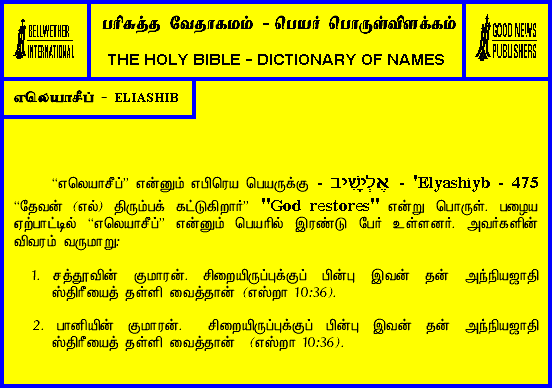 BELLWETHER
INTERNATIONAL
பரிசுத்த வேதாகமம் - பெயர் பொருள்விளக்கம்
THE HOLY BIBLE - DICTIONARY OF NAMES
GOOD NEWS
PUBLISHERS
எலெயாசீப் - ELIASHIB
“எலெயாசீப்” என்னும் எபிரெய பெயருக்கு - אֶלְיָשִׁיב - 'Elyashiyb - 475
“தேவன் (எல்) திரும்பக் கட்டுகிறார்” "God restores" என்று பொருள். பழைய
ஏற்பாட்டில் “எலெயாசீப்” என்னும் பெயரில் இரண்டு பேர் உள்ளனர். அவர்களின்
விவரம் வருமாறு:
1. சத்தூவின் குமாரன். சிறையிருப்புக்குப் பின்பு இவன் தன் அந்நியஜாதி
ஸ்திரீயைத் தள்ளி வைத்தான் (எஸ்றா 10:36).
2. பானியின் குமாரன். சிறையிருப்புக்குப் பின்பு இவன் தன் அந்நியஜாதி
ஸ்திரீயைத் தள்ளி வைத்தான் (எஸ்றா 10:36).